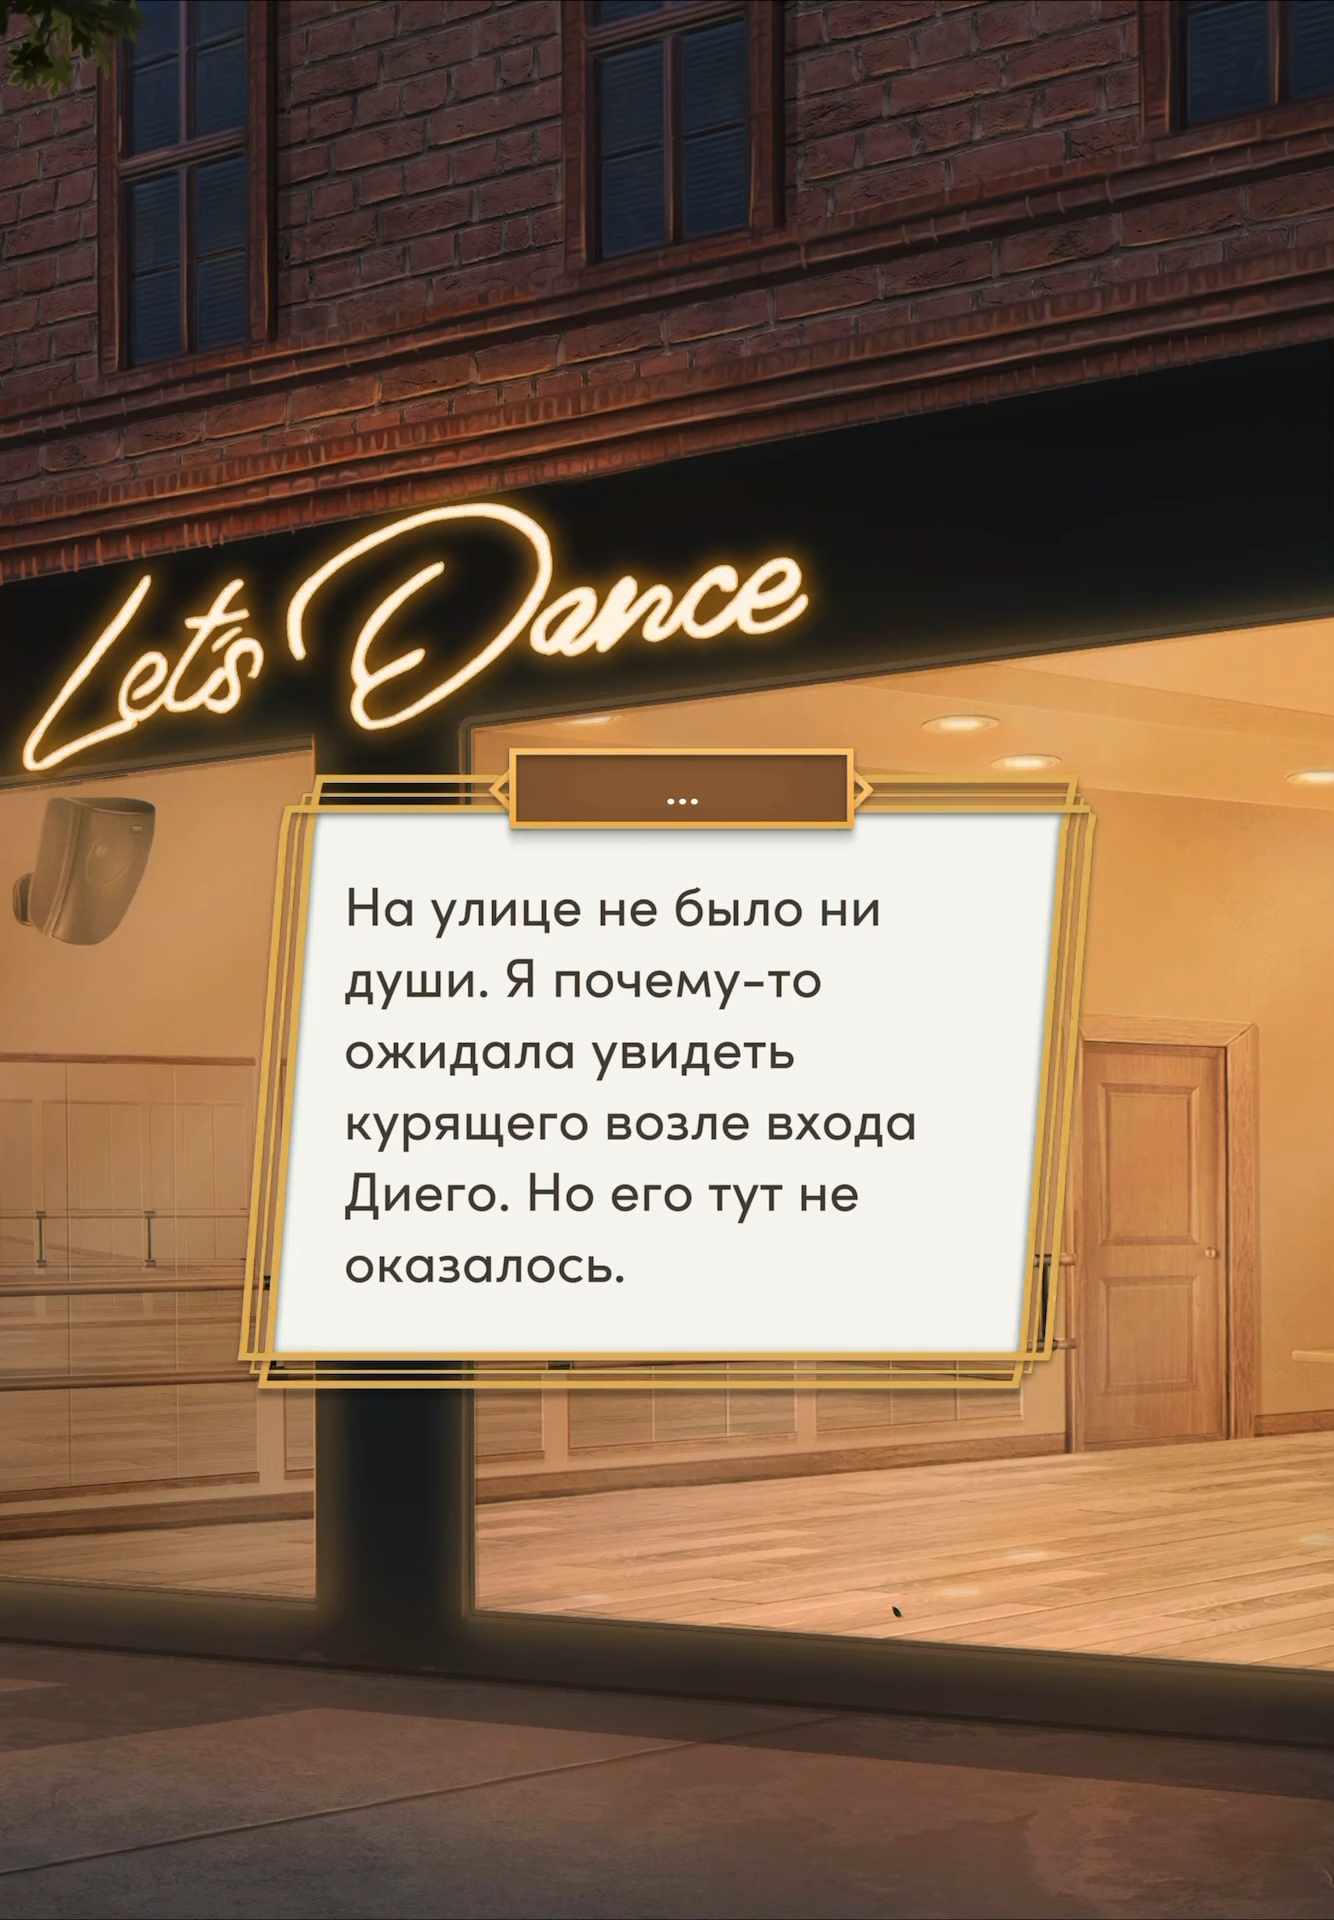 Let's Dance
...
На улице не было ни
души. Я почему-то
ожидала увидеть
курящего возле входа
Диего. Но его тут не
оказалось.